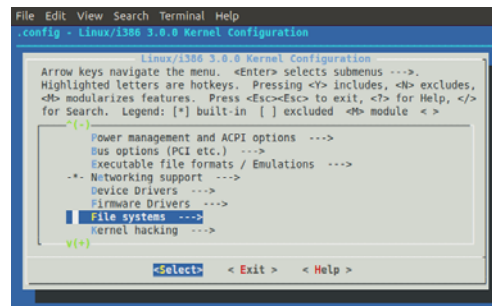 File Edit View Search Terminal Help
.config - Linux/i386 3.0.0 Kernel Configuration
Linux/i386 3.0.0 Kernel Configuration
Arrow keys navigate the menu. <Enter> selects submenus --->.
Highlighted letters are hotkeys. Pressing <Y> includes, <N> excludes,
<M> modularizes features. Press <Esc><Esc> to exit, <?> for Help, </>
for Search. Legend: [*] built-in [ ] excluded <M> module < >
^(-)
Power management and ACPI options --->
Bus options (PCI etc.) --->
Executable file formats / Emulations --->
-*- Networking support --->
Device Drivers --->
Firmware Drivers --->
File systems --->
Kernel hacking --->
v(+)
<Select> < Exit > < Help >